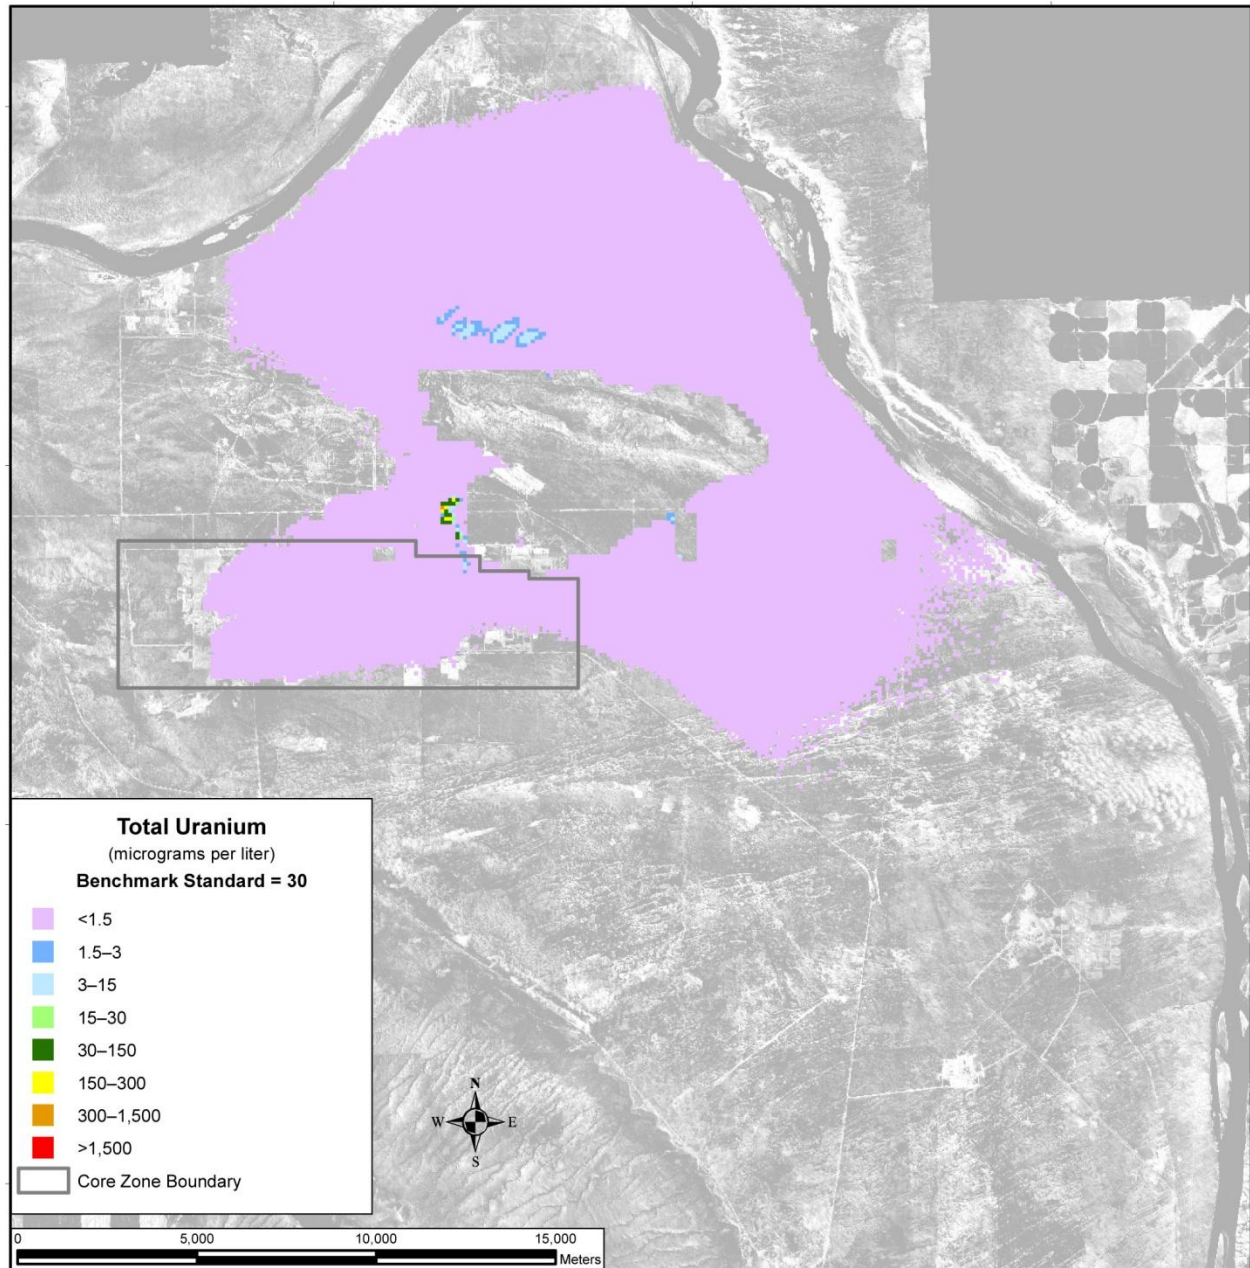 Total Uranium
(micrograms per liter)
Benchmark Standard = 30
<1.5
1.5–3
3–15
15–30
30–150
150–300
300–1,500
>1,500
Core Zone Boundary
N
W E
S
0 5,000 10,000 15,000
Meters